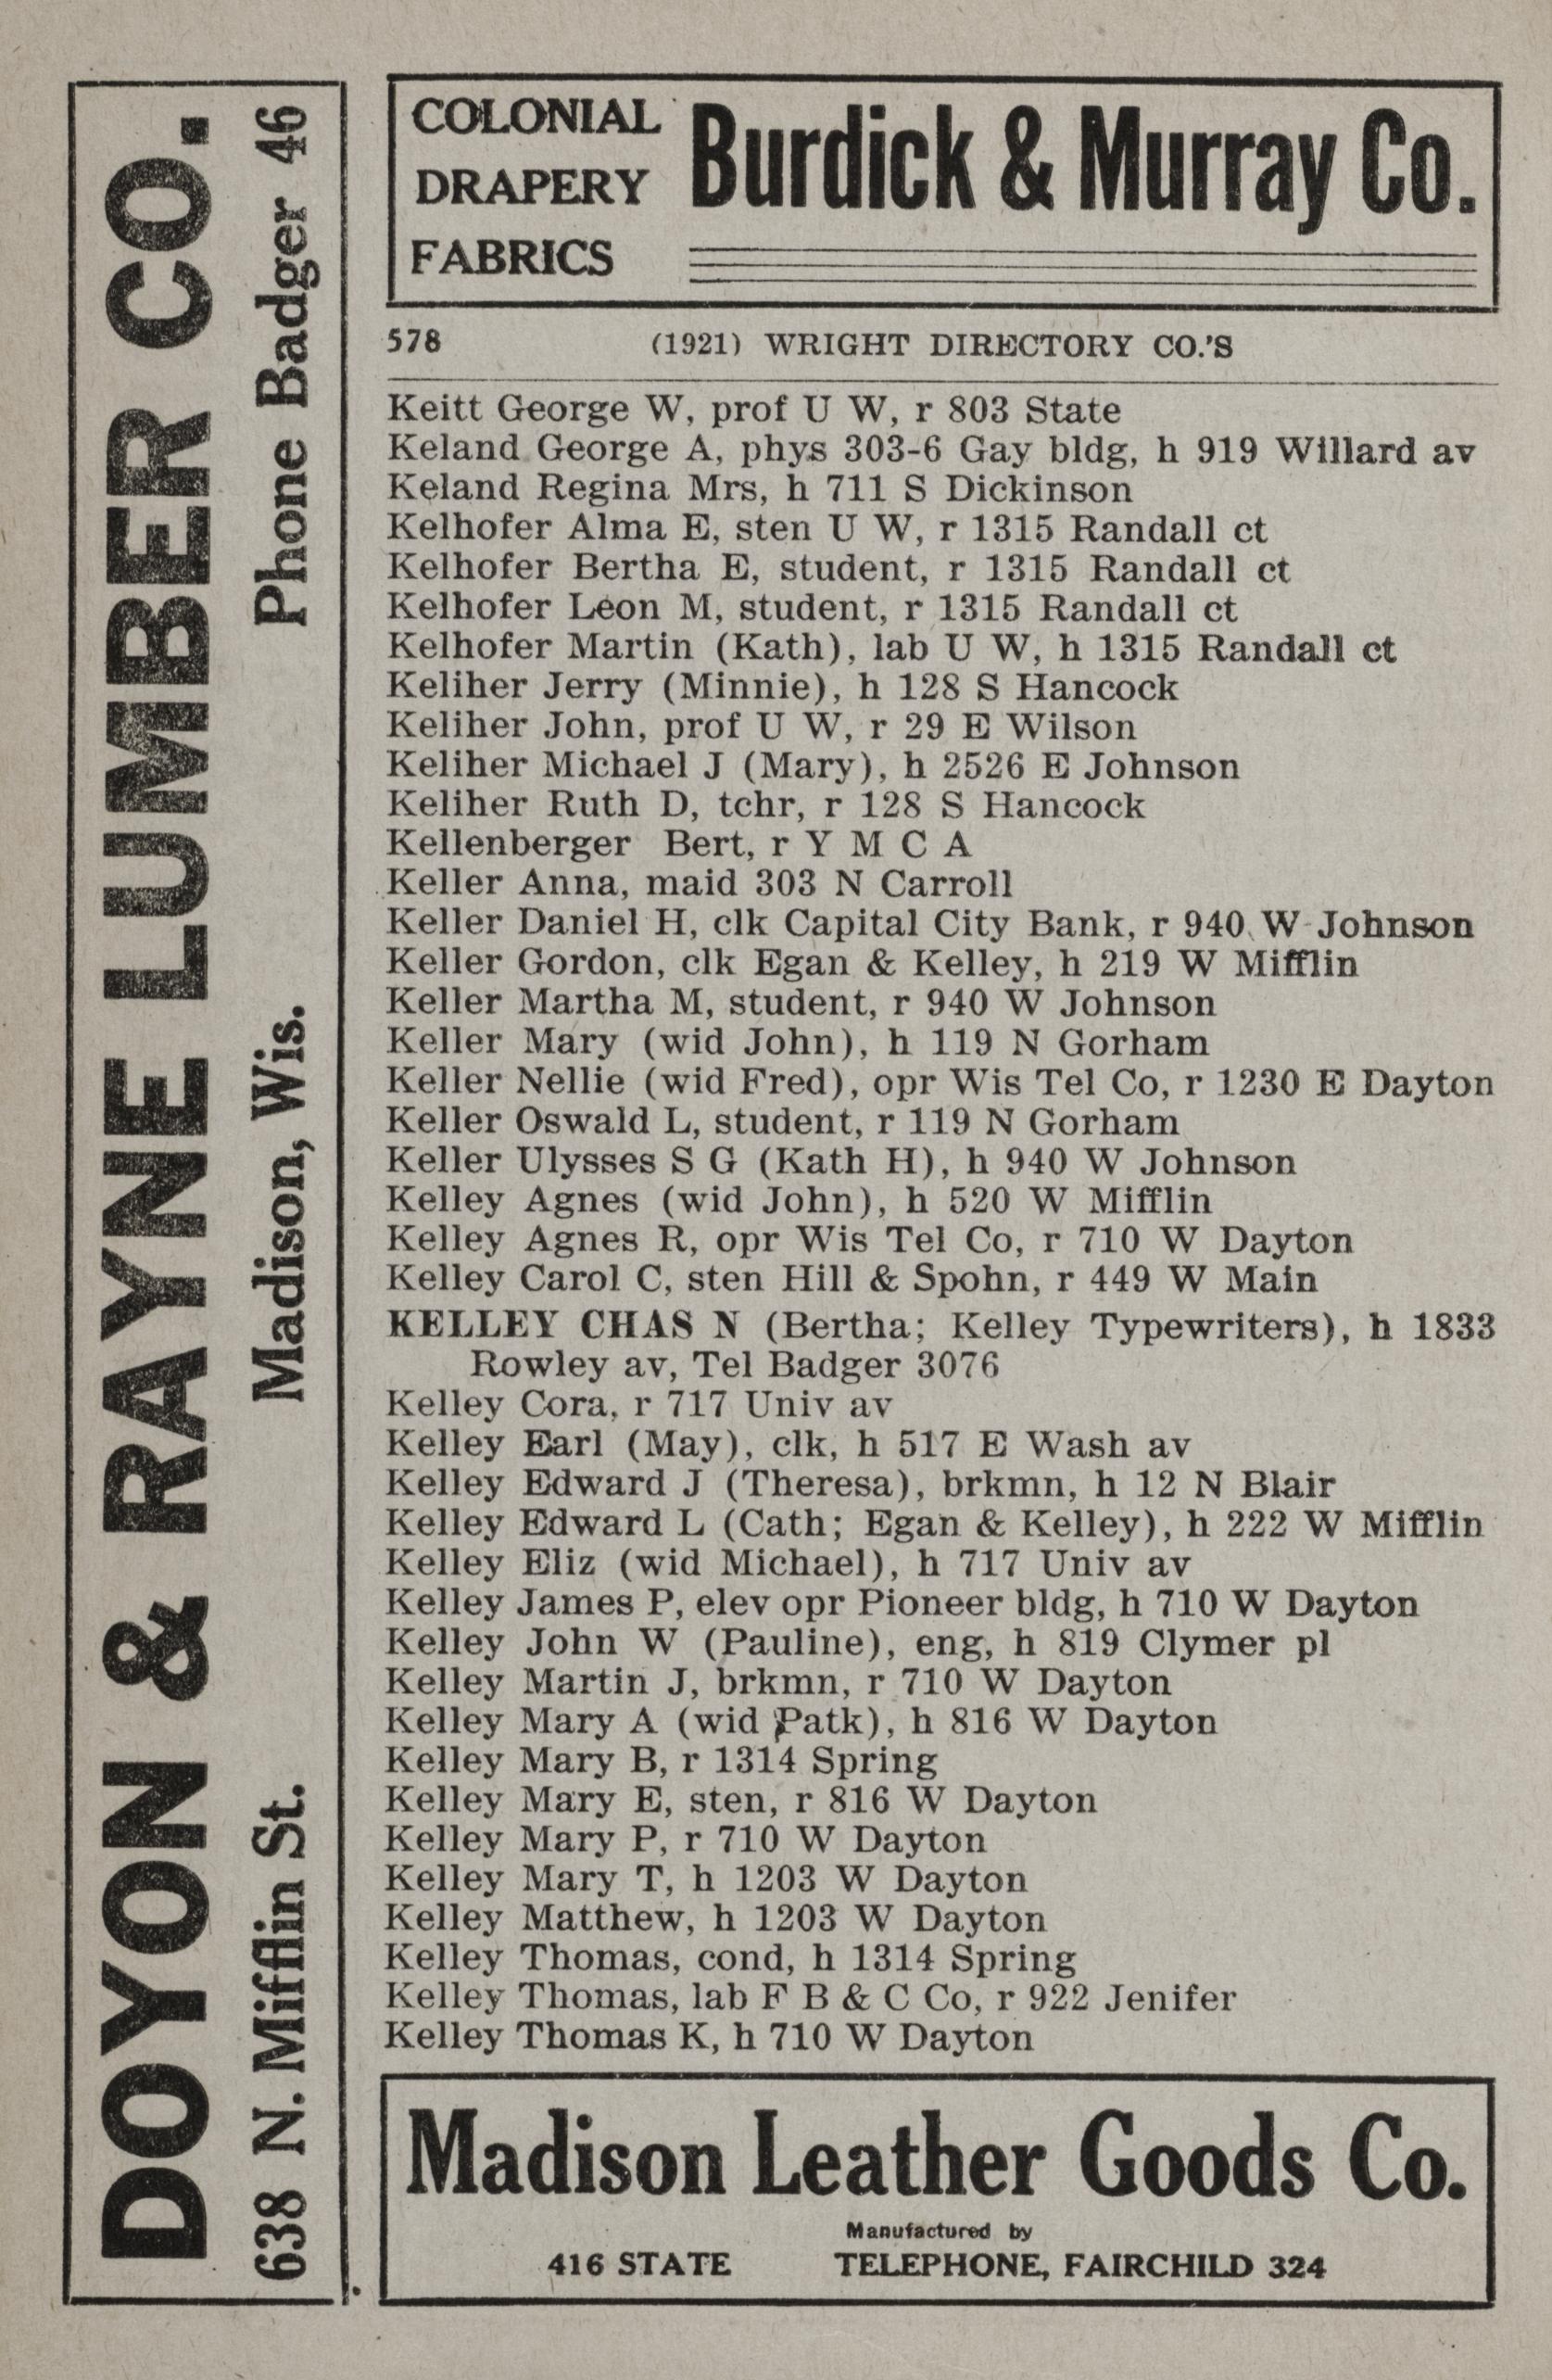 DOYON & RAYNE LUMBER CO.
638 N. Mifflin St. Madison, Wis. Phone Badger 46
COLONIAL
DRAPERY
FABRICS
Burdick & Murray Co.
578 (1921) WRIGHT DIRECTORY CO.'S
Keitt George W, prof U W, r 803 State
Keland George A, phys 303-6 Gay bldg, h 919 Willard av
Keland Regina Mrs, h 711 S Dickinson
Kelhofer Alma E, sten U W, r 1315 Randall ct
Kelhofer Bertha E, student, r 1315 Randall ct
Kelhofer Leon M, student, r 1315 Randall ct
Kelhofer Martin (Kath), lab U W, h 1315 Randall ct
Keliher Jerry (Minnie), h 128 S Hancock
Keliher John, prof U W, r 29 E Wilson
Keliher Michael J (Mary), h 2526 E Johnson
Keliher Ruth D, tchr, r 128 S Hancock
Kellenberger Bert, r Y M C A
Keller Anna, maid 303 N Carroll
Keller Daniel H, clk Capital City Bank, r 940 W Johnson
Keller Gordon, clk Egan & Kelley, h 219 W Mifflin
Keller Martha M, student, r 940 W Johnson
Keller Mary (wid John), h 119 N Gorham
Keller Nellie (wid Fred), opr Wis Tel Co, r 1230 E Dayton
Keller Oswald L, student, r 119 N Gorham
Keller Ulysses S G (Kath H), h 940 W Johnson
Kelley Agnes (wid John), h 520 W Mifflin
Kelley Agnes R, opr Wis Tel Co, r 710 W Dayton
Kelley Carol C, sten Hill & Spohn, r 449 W Main
KELLEY CHAS N (Bertha; Kelley Typewriters), h 1833
Rowley av, Tel Badger 3076
Kelley Cora, r 717 Univ av
Kelley Earl (May), clk, h 517 E Wash av
Kelley Edward J (Theresa), brkmn, h 12 N Blair
Kelley Edward L (Cath; Egan & Kelley), h 222 W Mifflin
Kelley Eliz (wid Michael), h 717 Univ av
Kelley James P, elev opr Pioneer bldg, h 710 W Dayton
Kelley John W (Pauline), eng, h 819 Clymer pl
Kelley Martin J, brkmn, r 710 W Dayton
Kelley Mary A (wid Patk), h 816 W Dayton
Kelley Mary B, r 1314 Spring
Kelley Mary E, sten, r 816 W Dayton
Kelley Mary P, r 710 W Dayton
Kelley Mary T, h 1203 W Dayton
Kelley Matthew, h 1203 W Dayton
Kelley Thomas, cond, h 1314 Spring
Kelley Thomas, lab F B & C Co, r 922 Jenifer
Kelley Thomas K, h 710 W Dayton
Madison Leather Goods Co.
Manufactured by
416 STATE TELEPHONE, FAIRCHILD 324